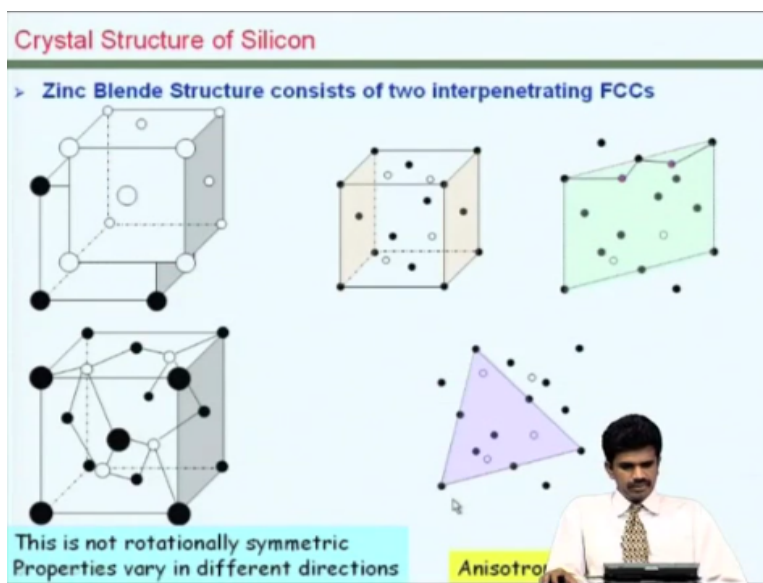 Crystal Structure of Silicon
➢ Zinc Blende Structure consists of two interpenetrating FCCs
This is not rotationally symmetric
Properties vary in different directions